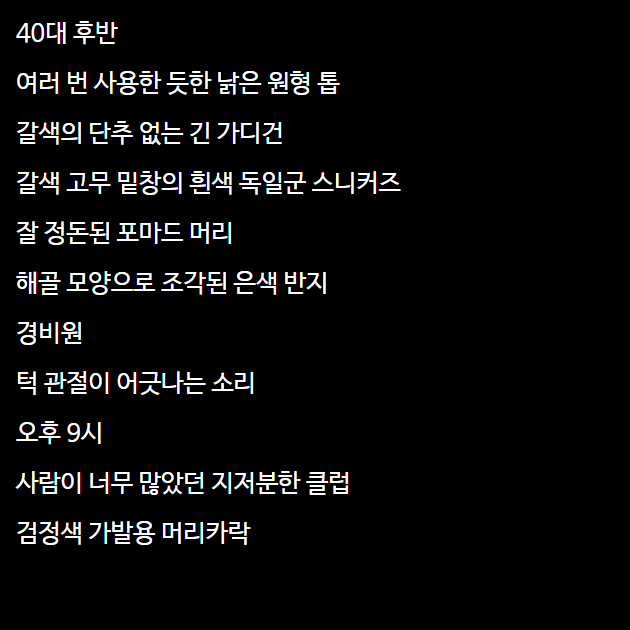 40대 후반
여러 번 사용한 듯한 낡은 원형 톱
갈색의 단추 없는 긴 가디건
갈색 고무 밑창의 흰색 독일군 스니커즈
잘 정돈된 포마드 머리
해골 모양으로 조각된 은색 반지
경비원
턱 관절이 어긋나는 소리
오후 9시
사람이 너무 많았던 지저분한 클럽
검정색 가발용 머리카락